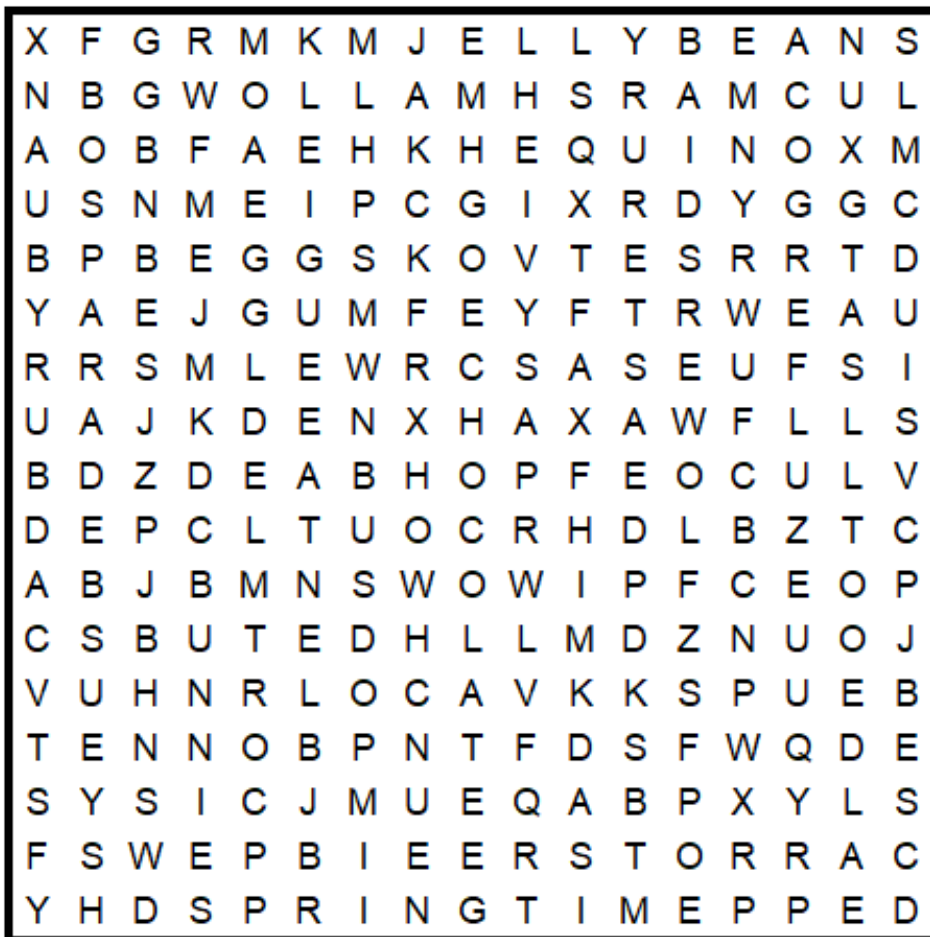 X F G R M K M J E L L Y B E A N S
N B G W O L L A M H S R A M C U L
A O B F A E H K H E Q U I N O X M
U S N M E I P C G I X R D Y G G C
B P B E G G S K O V T E S R R T D
Y A E J G U M F E Y F T R W E A U
R R S M L E W R C S A S E U F S I
U A J K D E N X H A X A W F L L S
B D Z D E A B H O P F E O C U L V
D E P C L T U O C R H D L B Z T C
A B J B M N S W O W I P F C E O P
C S B U T E D H L L M D Z N U O J
V U H N R L O C A V K K S P U E B
T E N N O B P N T F D S F W Q D E
S Y S I C J M U E Q A B P X Y L S
F S W E P B I E E R S T O R R A C
Y H D S P R I N G T I M E P P E D